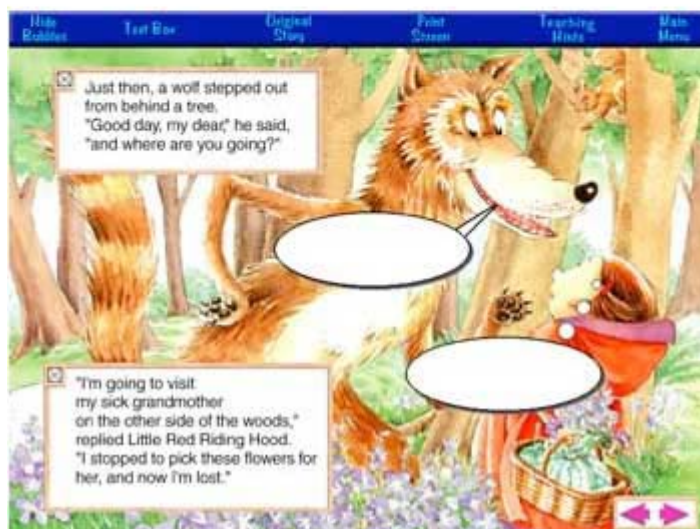 Hide Bubbles
Text Box
Original Story
Print Screen
Teaching Hints
Main Menu
Just then, a wolf stepped out
from behind a tree.
"Good day, my dear," he said,
"and where are you going?"
"I'm going to visit
my sick grandmother
on the other side of the woods,"
replied Little Red Riding Hood.
"I stopped to pick these flowers for
her, and now I'm lost."